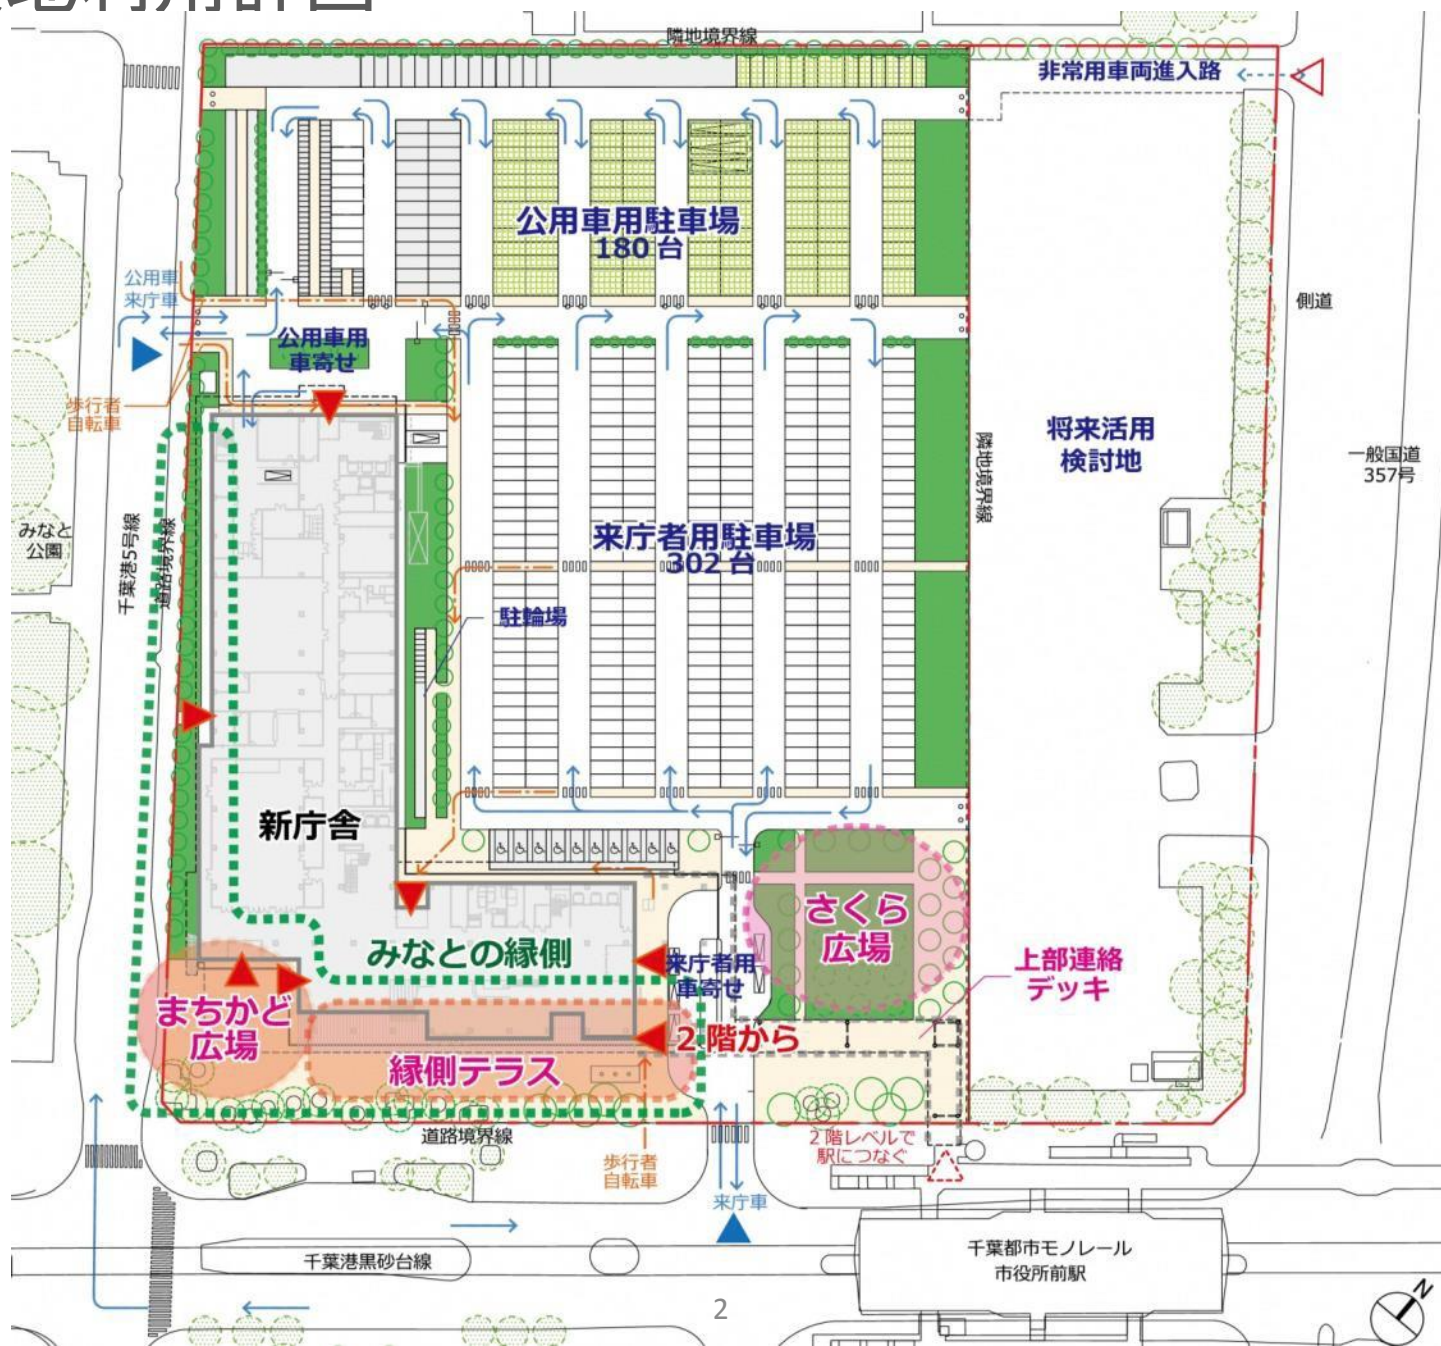 地利用計画
隣地境界線
非常用車両進入路
公用車用駐車場
180台
公用車
来庁車
側道
公用車用
車寄せ
歩行者
自転車
将来活用
検討地
隣地境界線
一般国道
357号
みなと
公園
千葉港5号線
道路境界線
来庁者用駐車場
302台
駐輪場
新庁舎
さくら
広場
みなとの縁側
来庁者用
車寄せ
上部連絡
デッキ
まちかど
広場
2階から
縁側テラス
道路境界線
2階レベルで
駅につなぐ
歩行者
自転車
来庁車
千葉港黒砂台線
千葉都市モノレール
市役所前駅
2
N